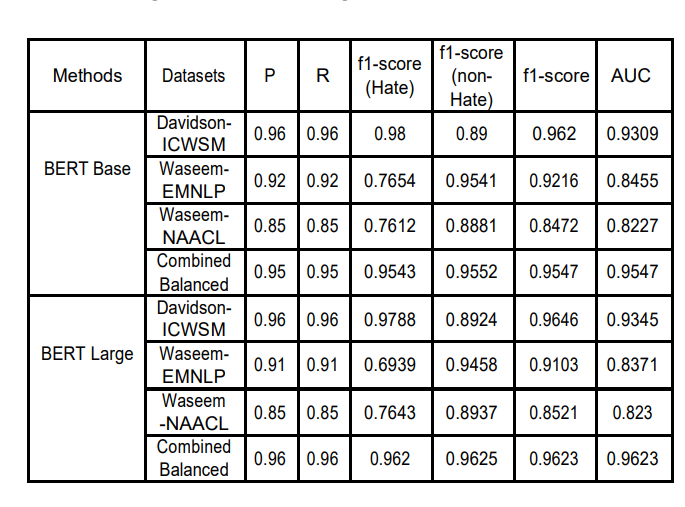 Methods Datasets P R f1-score (Hate) f1-score (non-Hate) f1-score AUC
BERT Base
Davidson-ICWSM 0.96 0.96 0.98 0.89 0.962 0.9309
Waseem-EMNLP 0.92 0.92 0.7654 0.9541 0.9216 0.8455
Waseem-NAACL 0.85 0.85 0.7612 0.8881 0.8472 0.8227
Combined Balanced 0.95 0.95 0.9543 0.9552 0.9547 0.9547
BERT Large
Davidson-ICWSM 0.96 0.96 0.9788 0.8924 0.9646 0.9345
Waseem-EMNLP 0.91 0.91 0.6939 0.9458 0.9103 0.8371
Waseem -NAACL 0.85 0.85 0.7643 0.8937 0.8521 0.823
Combined Balanced 0.96 0.96 0.962 0.9625 0.9623 0.9623